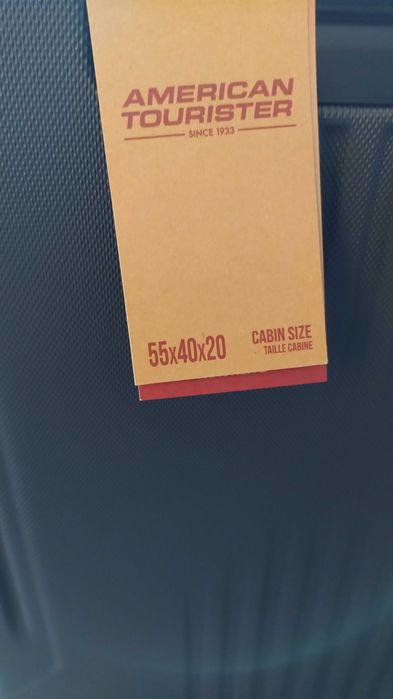 AMERICAN
TOURISTER
SINCE 1933
55x40x20
CABIN SIZE
TAILLE CABINE